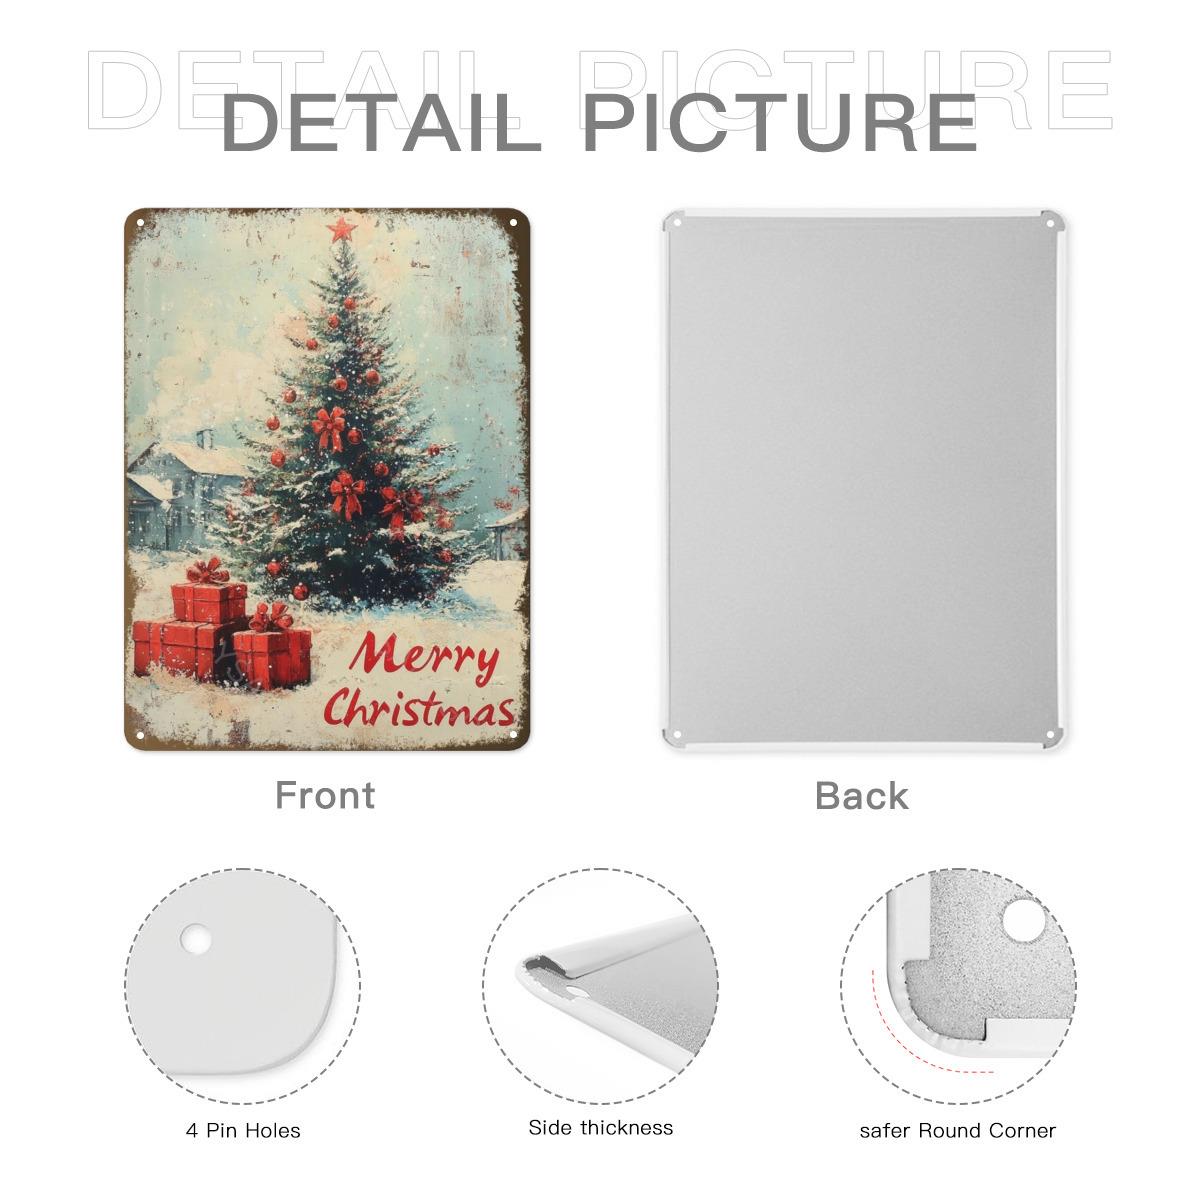 DETAIL PICTURE
DETAIL PICTURE
Merry
Christmas
Front
Back
4 Pin Holes
Side thickness
safer Round Corner